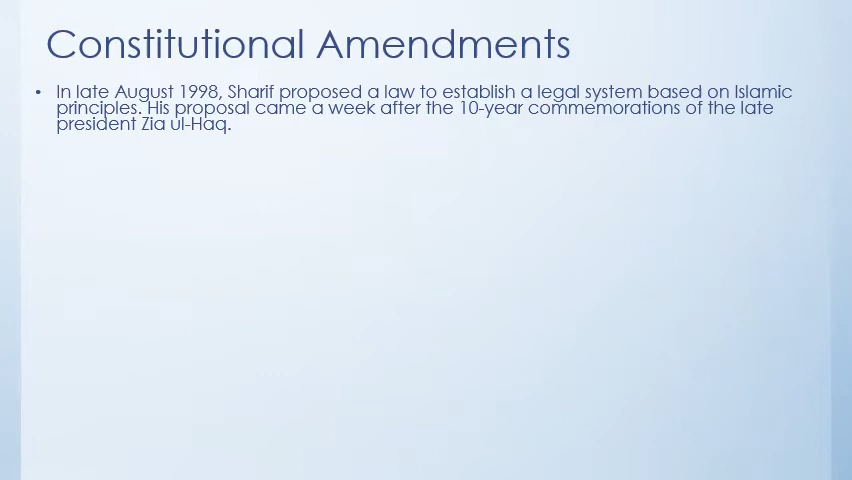 Constitutional Amendments
• In late August 1998, Sharif proposed a law to establish a legal system based on Islamic
principles. His proposal came a week after the 10-year commemorations of the late
president Zia ul-Haq.